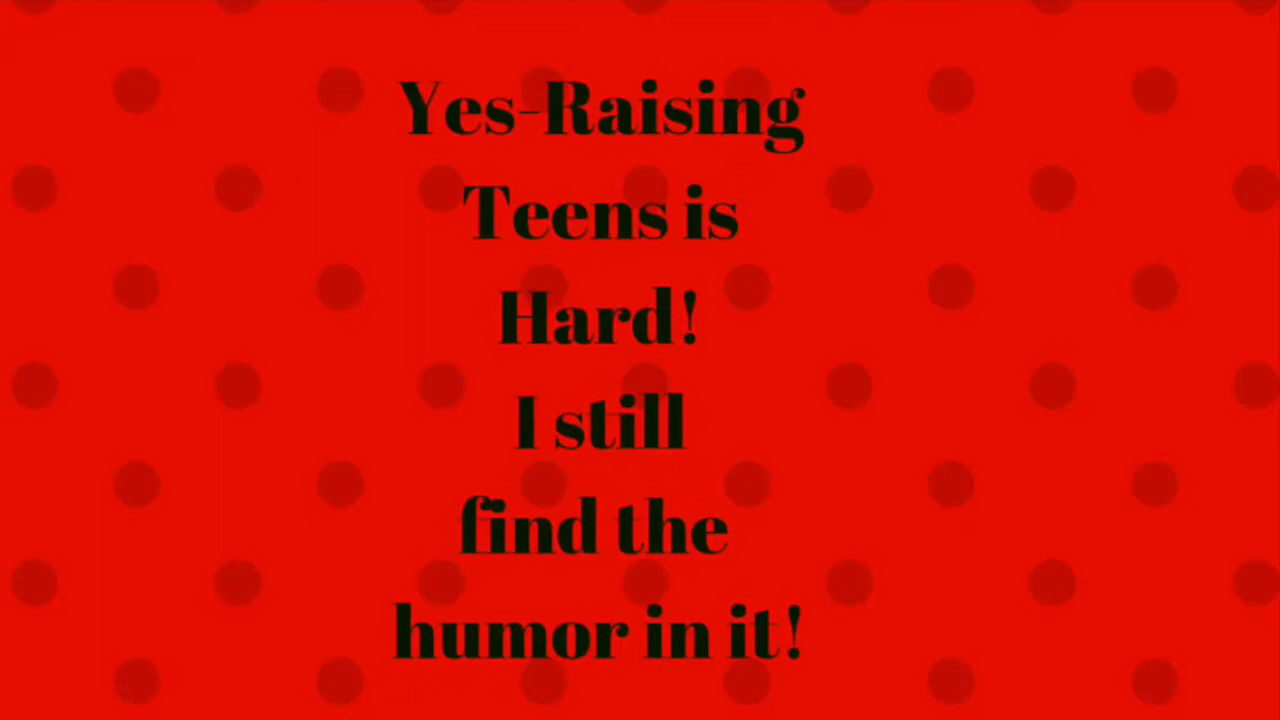 Yes-Raising
Teens is
Hard!
I still
find the
humor in it!